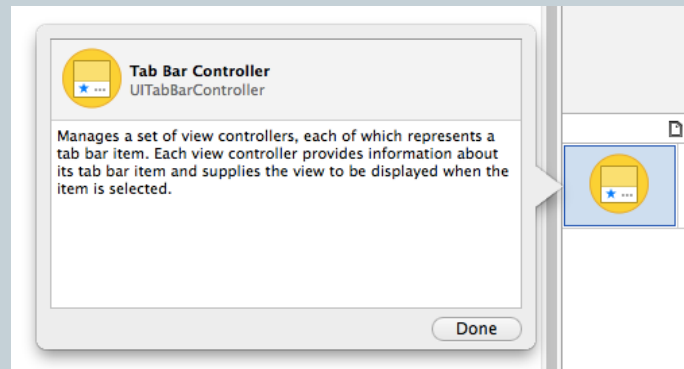 Tab Bar Controller
UITabBarController
Manages a set of view controllers, each of which represents a
tab bar item. Each view controller provides information about
its tab bar item and supplies the view to be displayed when the
item is selected.
Done